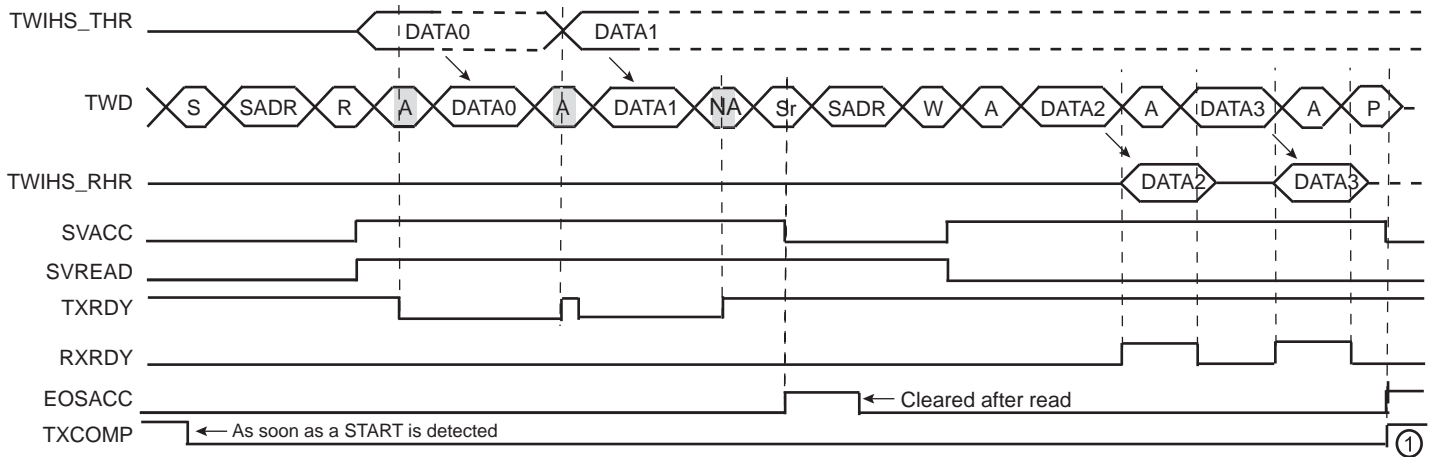 TWIHS_THR DATA0 DATA1
TWD S SADR R A DATA0 A DATA1 NA Sr SADR W A DATA2 A DATA3 A P
TWIHS_RHR DATA2 DATA3
SVACC
SVREAD
TXRDY
RXRDY
EOSACC Cleared after read
TXCOMP As soon as a START is detected 1